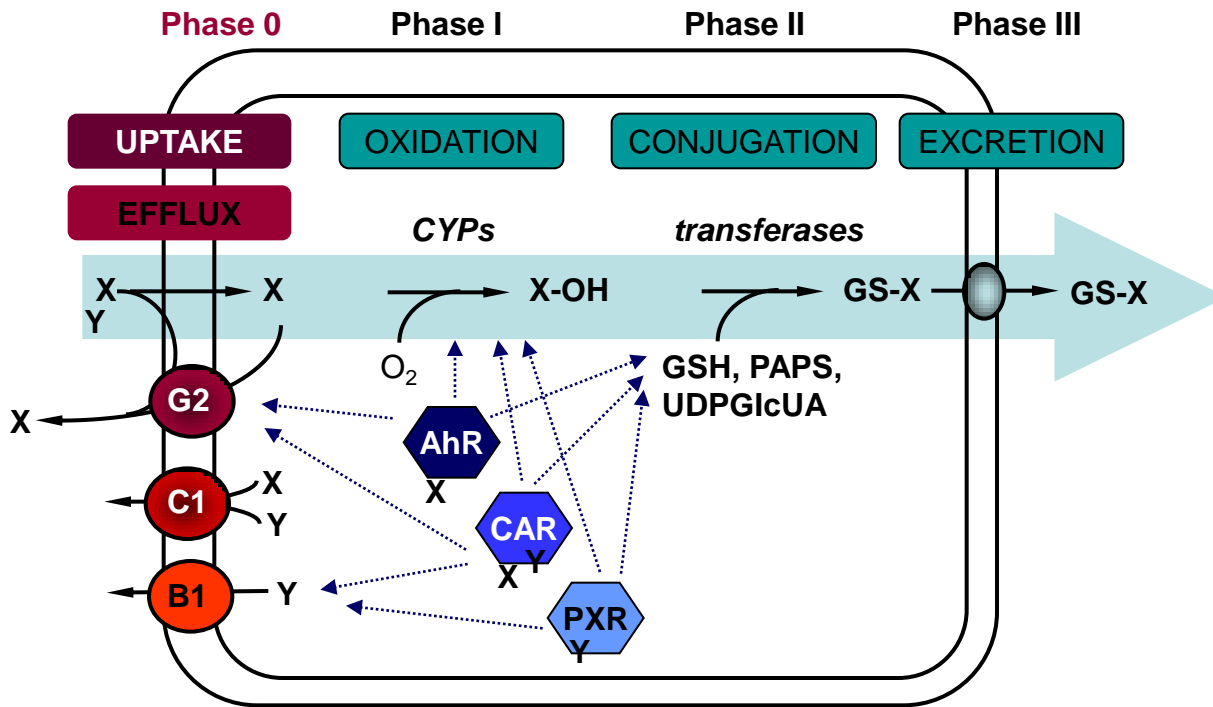 Phase 0
Phase I
Phase II
Phase III
UPTAKE
OXIDATION
CONJUGATION
EXCRETION
EFFLUX
CYPs
transferases
X
Y
X
X-OH
GS-X
GS-X
O2
GSH, PAPS,
UDPGlcUA
G2
X
AhR
X
C1
X
Y
CAR
X
Y
B1
Y
PXR
Y